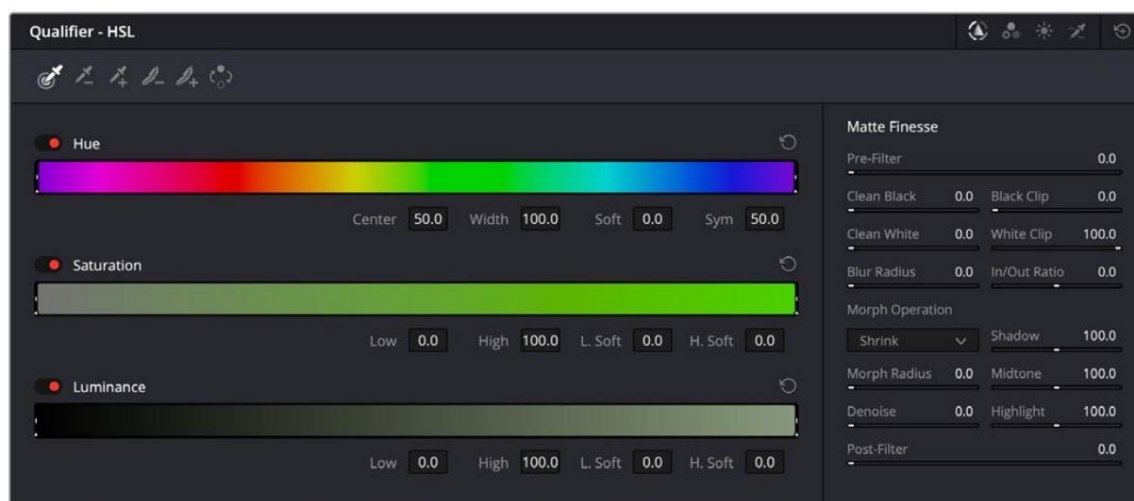 Qualifier - HSL
Hue
Center 50.0 Width 100.0 Soft 0.0 Sym 50.0
Saturation
Low 0.0 High 100.0 L. Soft 0.0 H. Soft 0.0
Luminance
Low 0.0 High 100.0 L. Soft 0.0 H. Soft 0.0
Matte Finesse
Pre-Filter 0.0
Clean Black 0.0 Black Clip 0.0
Clean White 0.0 White Clip 100.0
Blur Radius 0.0 In/Out Ratio 0.0
Morph Operation
Shrink Shadow 100.0
Morph Radius 0.0 Midtone 100.0
Denoise 0.0 Highlight 100.0
Post-Filter 0.0